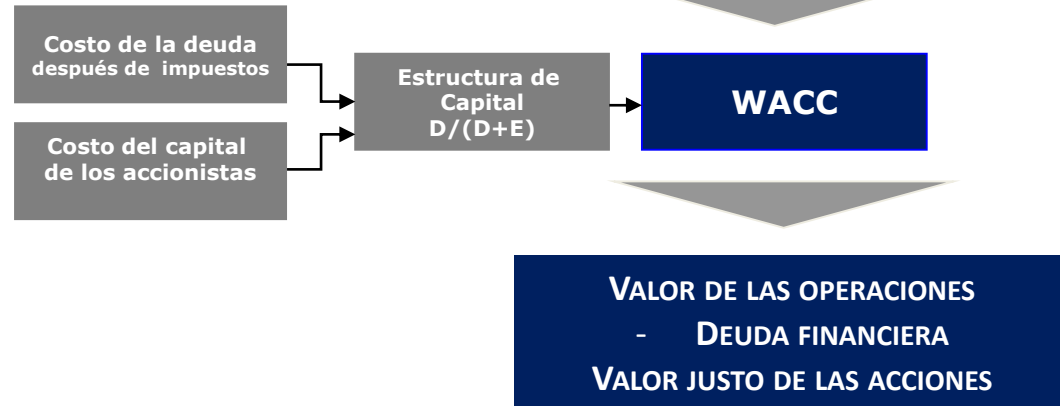 Costo de la deuda
después de impuestos
Costo del capital
de los accionistas
Estructura de
Capital
D/(D+E)
WACC
VALOR DE LAS OPERACIONES
- DEUDA FINANCIERA
VALOR JUSTO DE LAS ACCIONES